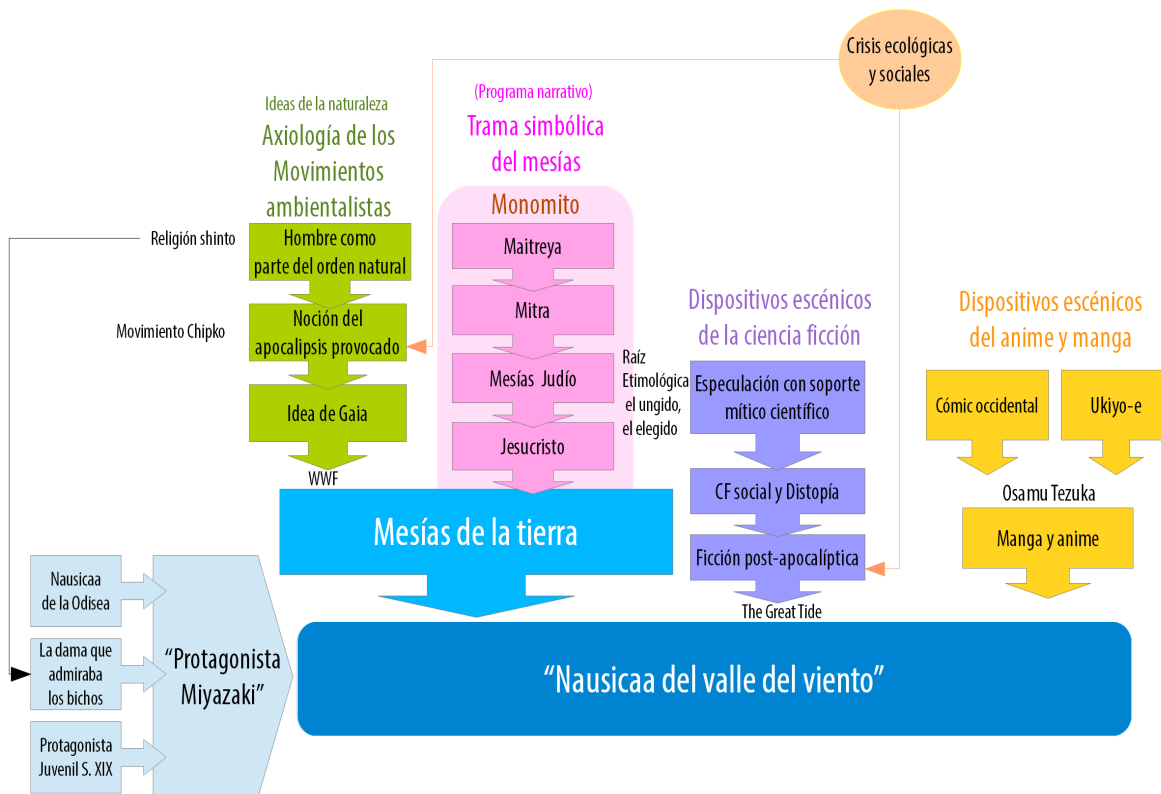 Crisis ecológicas
y sociales
Ideas de la naturaleza
Axiología de los
Movimientos
ambientalistas
(Programa narrativo)
Trama simbólica
del mesías
Monomito
Religión shinto
Hombre como
parte del orden natural
Movimiento Chipko
Noción del
apocalipsis provocado
Idea de Gaia
WWF
Maitreya
Mitra
Mesías Judío
Jesucristo
Raíz
Etimológica
el ungido,
el elegido
Dispositivos escénicos
de la ciencia ficción
Especulación con soporte
mítico científico
CF social y Distopía
Ficción post-apocalíptica
The Great Tide
Dispositivos escénicos
del anime y manga
Cómic occidental
Ukiyo-e
Osamu Tezuka
Manga y anime
Mesías de la tierra
Nausicaa
de la Odisea
La dama que
admiraba
los bichos
Protagonista
Juvenil S. XIX
“Protagonista
Miyazaki”
“Nausicaa del valle del viento”